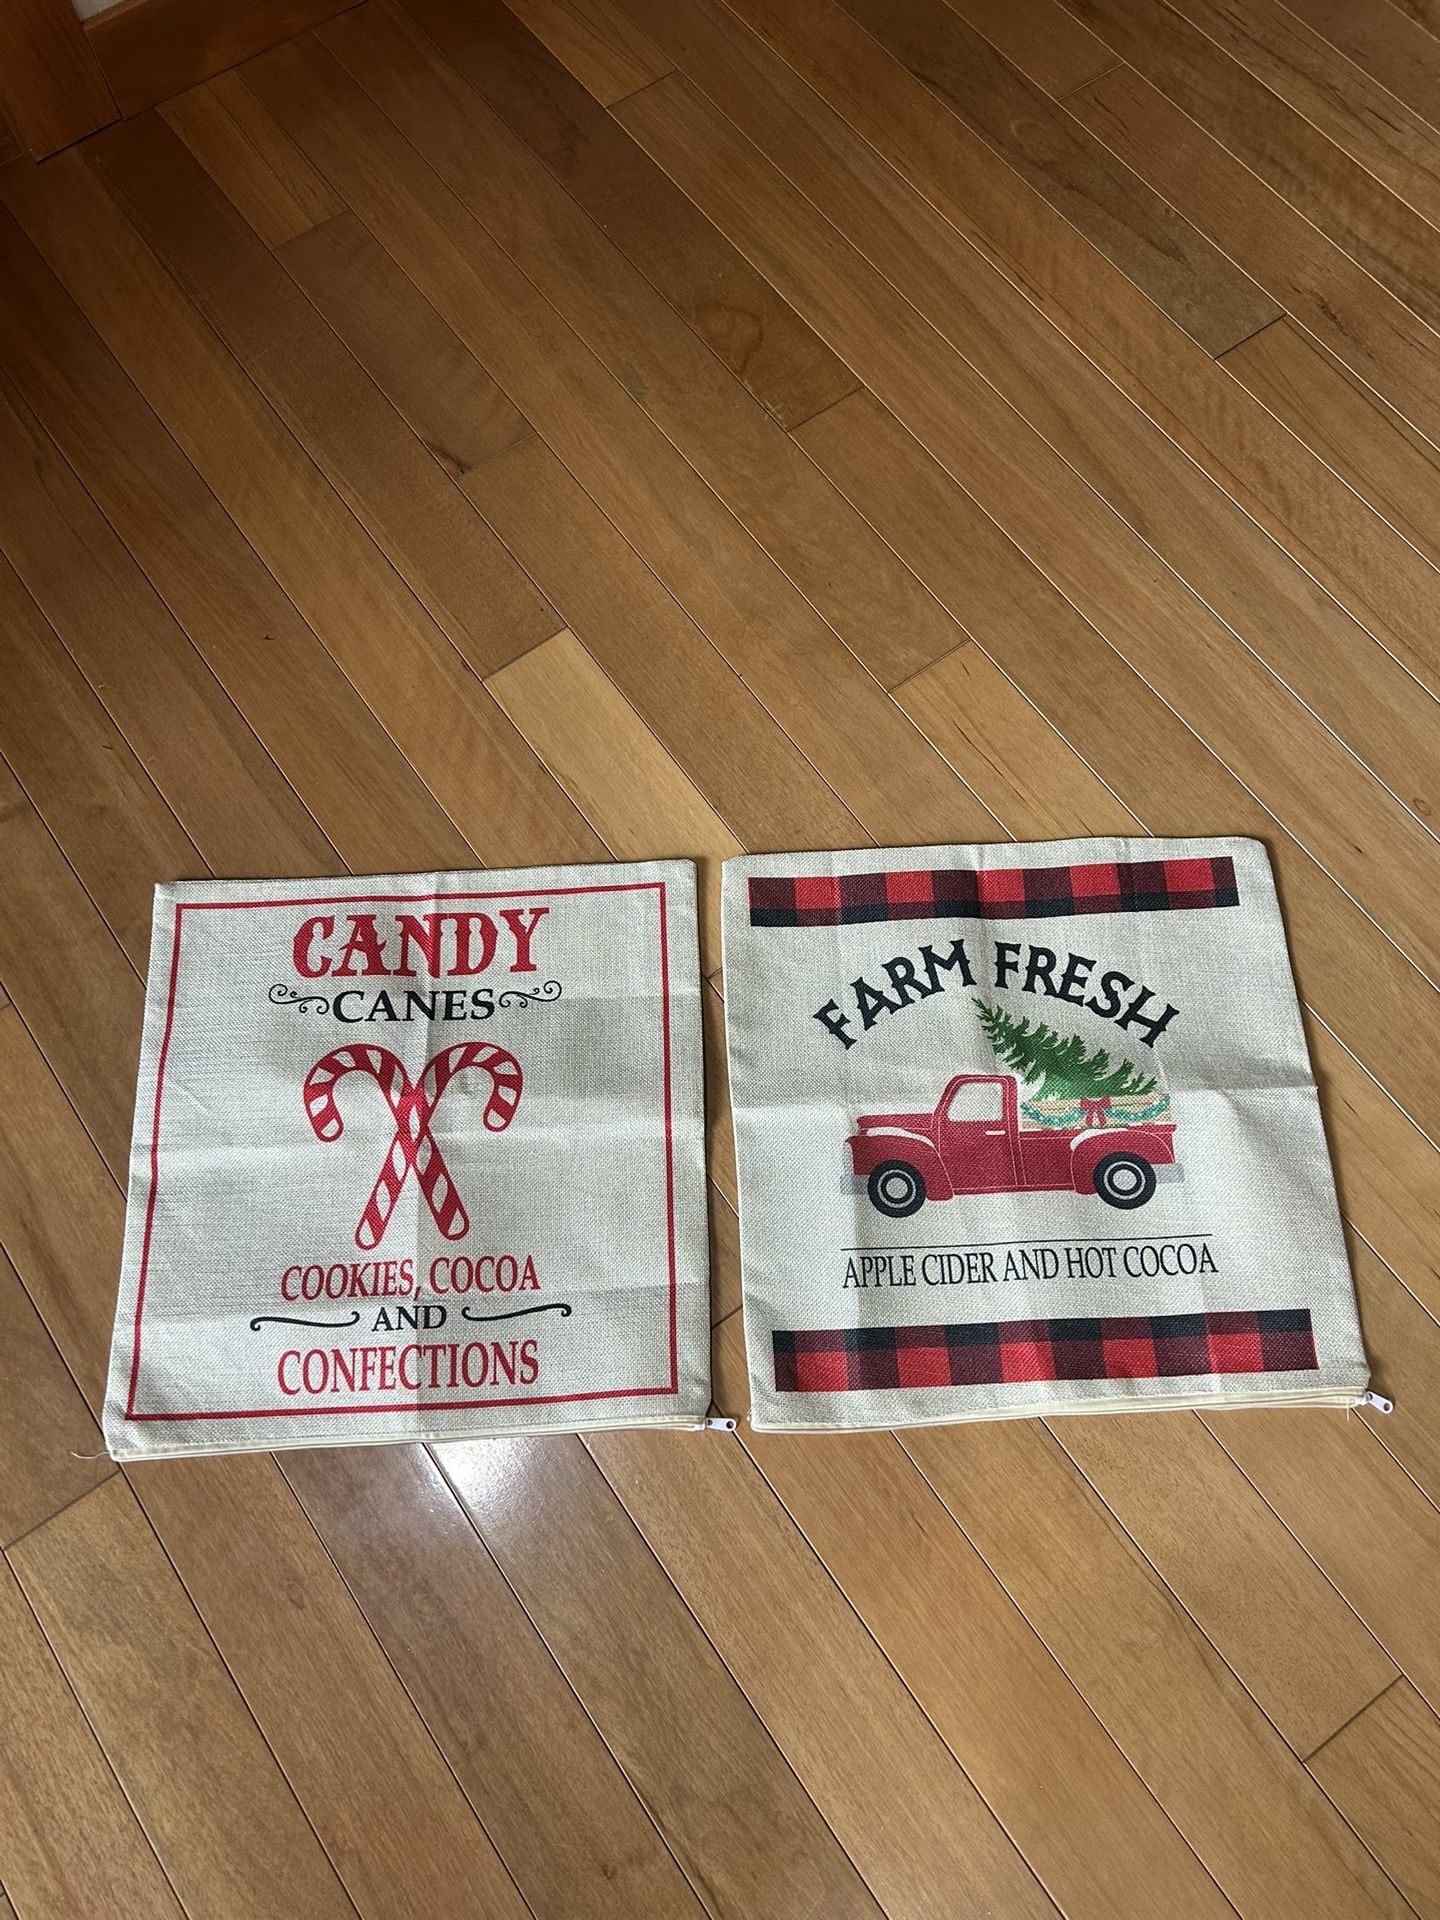 CANDY
CANES
COOKIES, COCOA
AND
CONFECTIONS
FARM FRESH
APPLE CIDER AND HOT COCOA